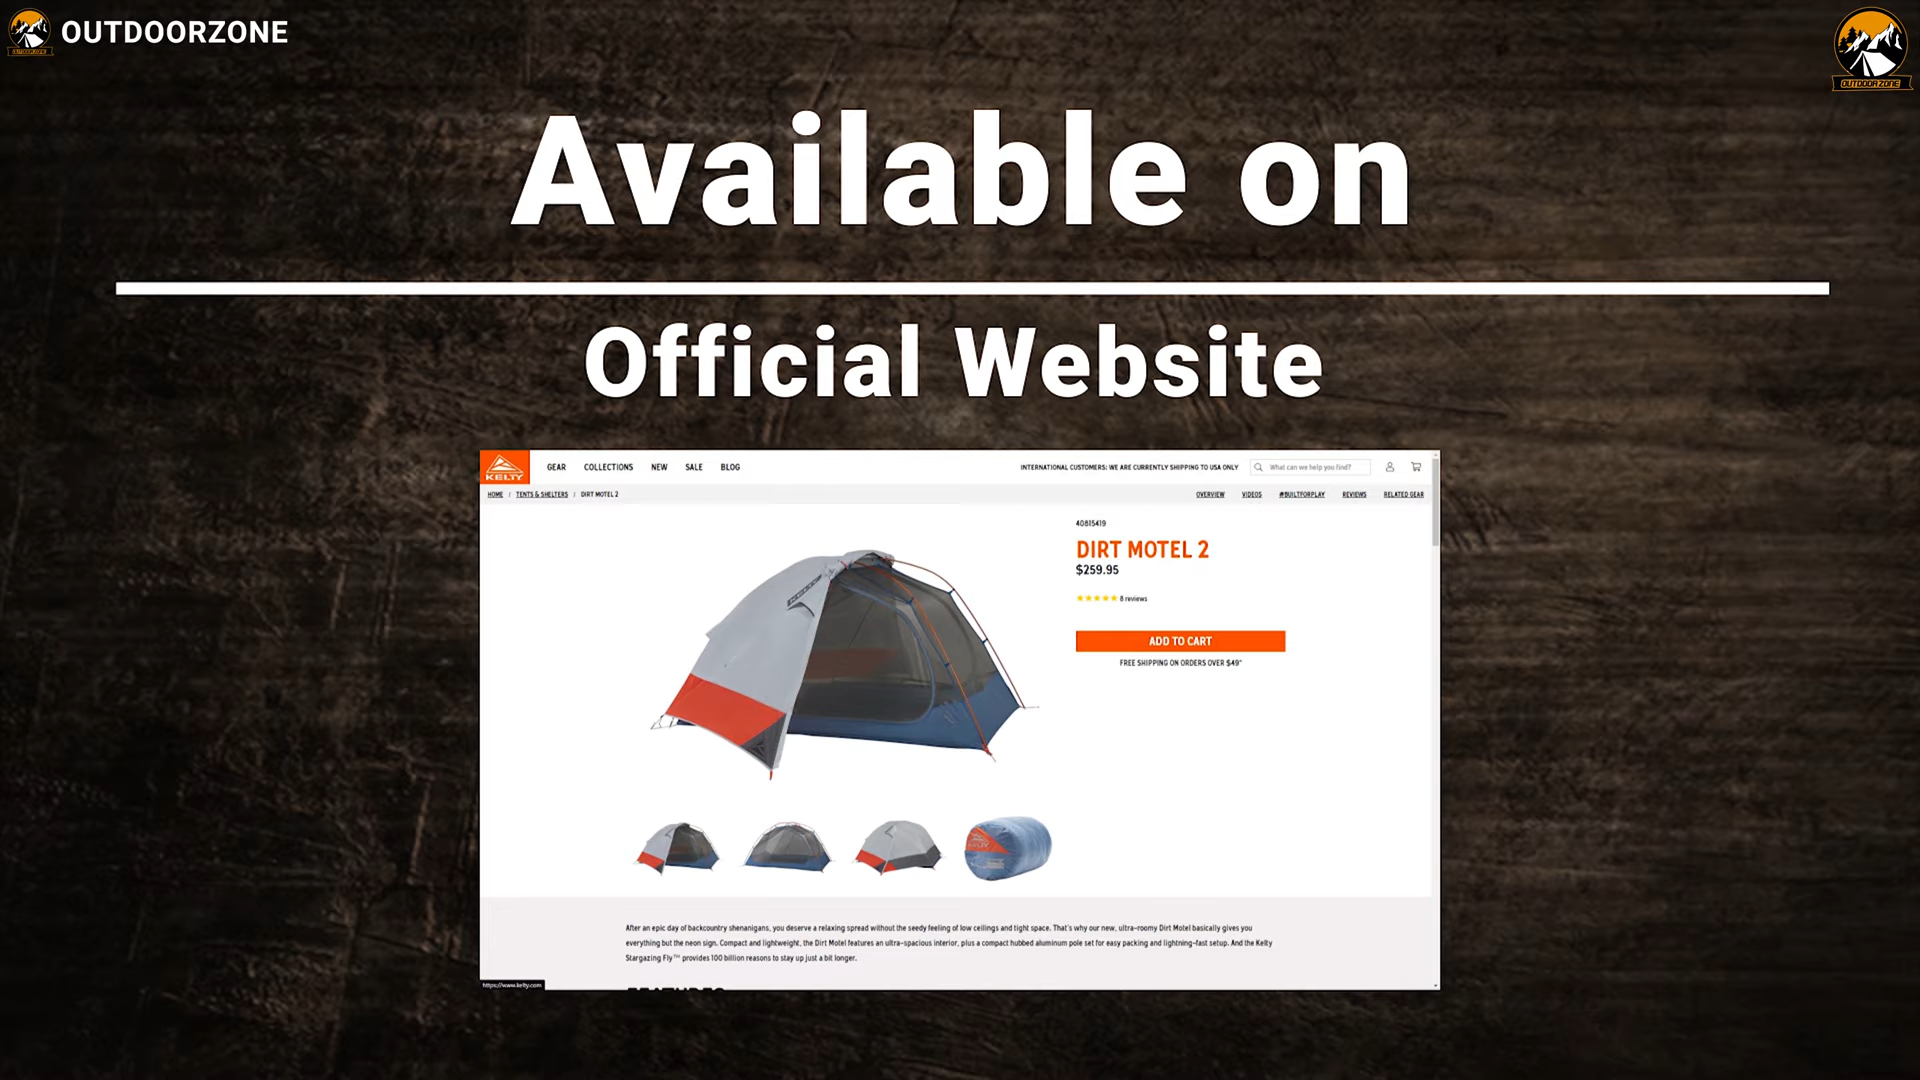 OUTDOORZONE
OUTDOORZONE
Available on
Official Website
KELTY
GEAR COLLECTIONS NEW SALE BLOG
INTERNATIONAL CUSTOMERS: WE ARE CURRENTLY SHIPPING TO USA ONLY
What can we help you find?
HOME / TENTS & SHELTERS / DIRT MOTEL 2
OVERVIEW VIDEOS #BUILTFORPLAY REVIEWS RELATED GEAR
40815419
DIRT MOTEL 2
$259.95
8 reviews
ADD TO CART
FREE SHIPPING ON ORDERS OVER $49*
KELTY
KELTY
After an epic day of backcountry shenanigans, you deserve a relaxing spread without the seedy feeling of low ceilings and tight space. That's why our new, ultra-roomy Dirt Motel basically gives you
everything but the neon sign. Compact and lightweight, the Dirt Motel features an ultra-spacious interior, plus a compact hubbed aluminum pole set for easy packing and lightning-fast setup. And the Kelty
Stargazing Fly™ provides 100 billion reasons to stay up just a bit longer.
https://www.kelty.com
FEATURES